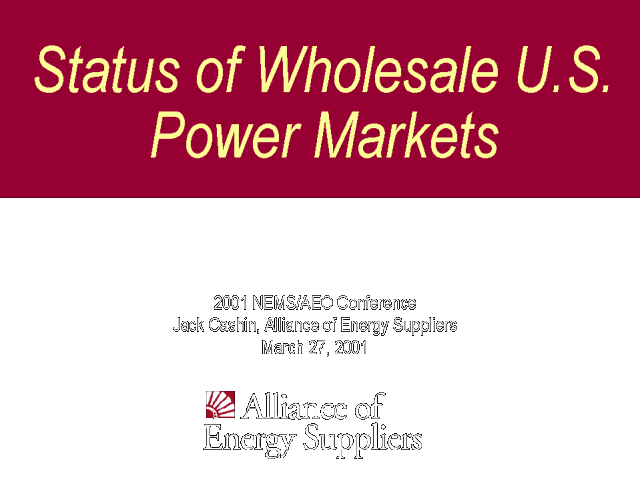 Status of Wholesale U.S.
Power Markets
2001 NEMS/AEO Conference
Jack Cashin, Alliance of Energy Suppliers
March 27, 2001
Alliance of
Energy Suppliers